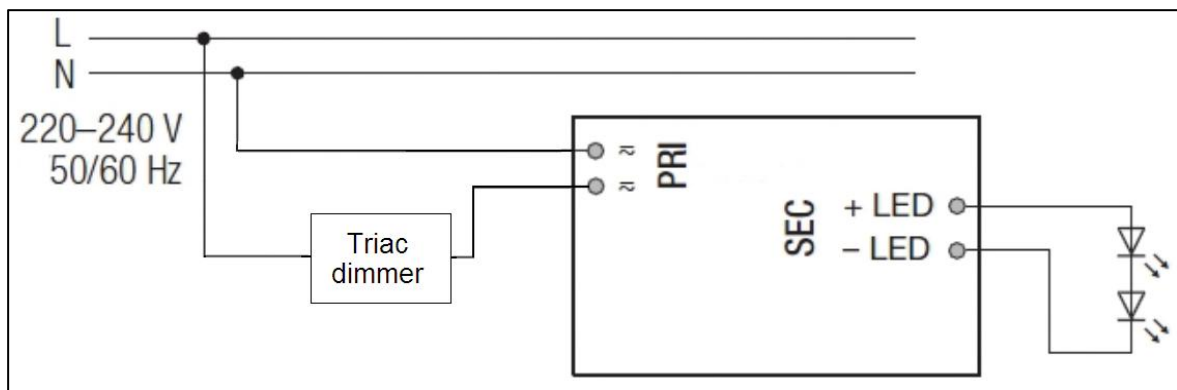 L
N
220–240 V
50/60 Hz
Triac
dimmer
≂ PRI
≂
SEC
+ LED
– LED